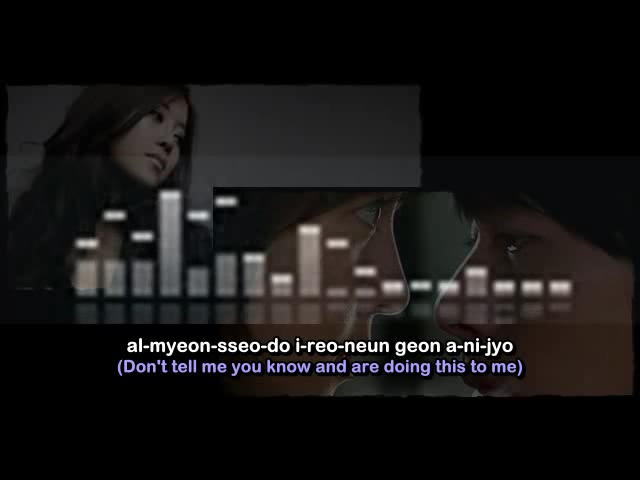 al-myeon-sseo-do i-reo-neun geon a-ni-jyo
(Don't tell me you know and are doing this to me)